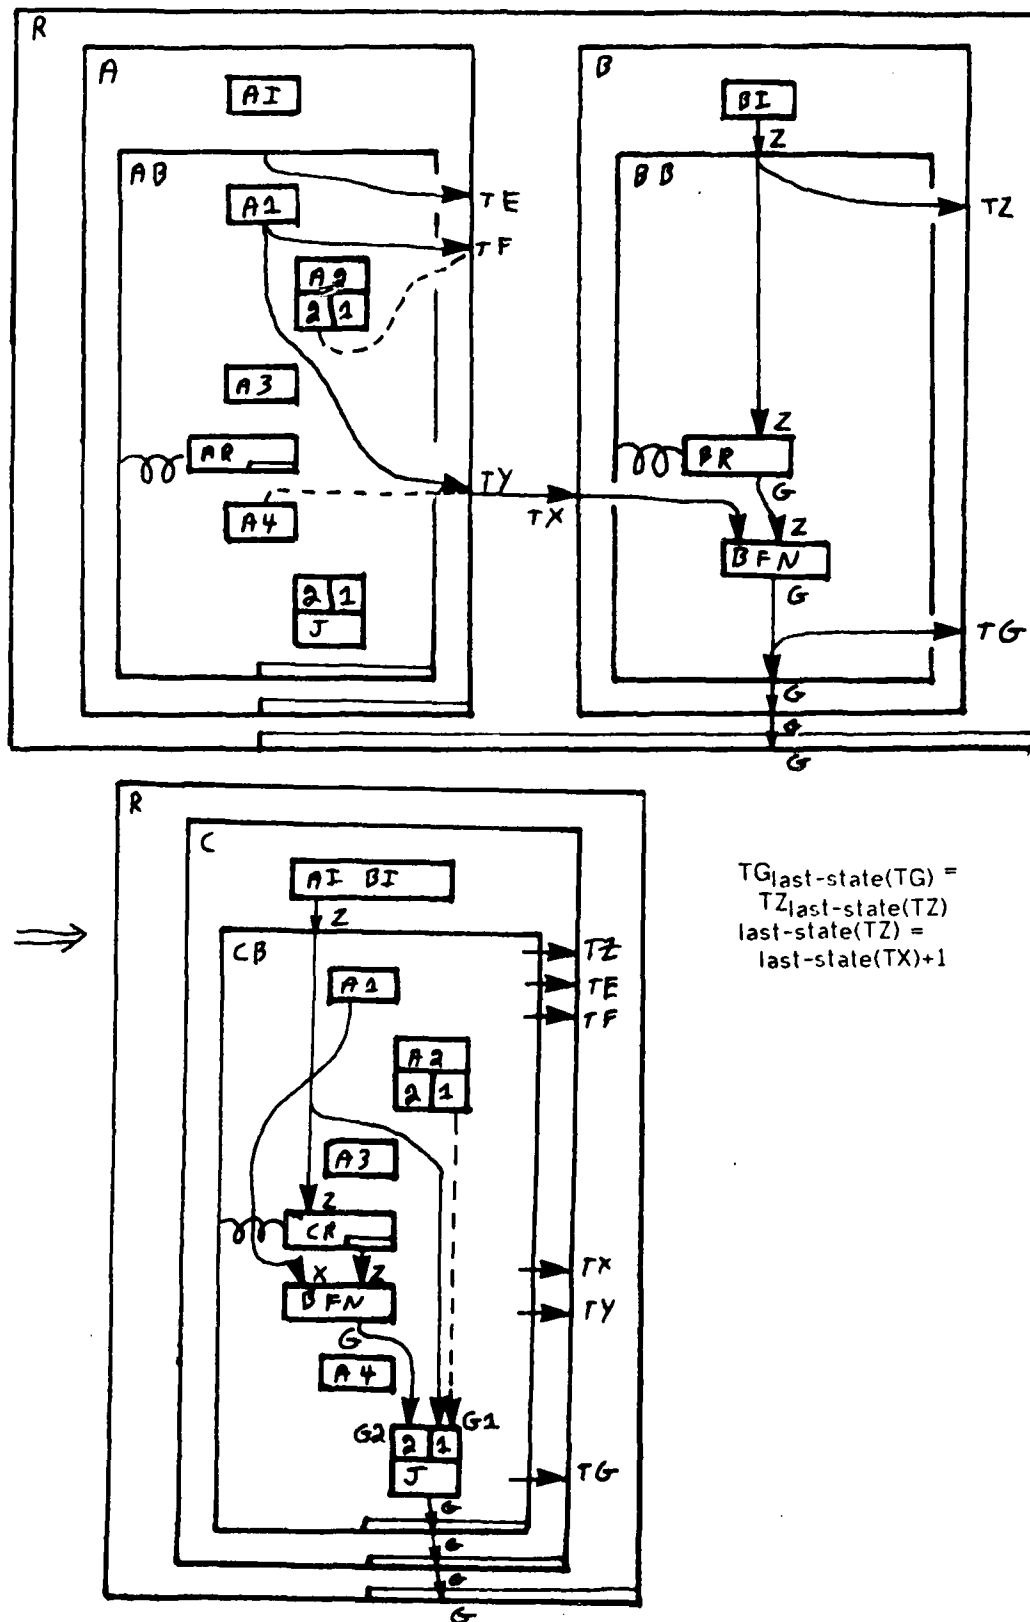 R
A
B
AI
BI
Z
AB
BB
A1
TE
TZ
TF
A2
2 1
A3
Z
AR
BR
TY
G
TX
A4
Z
BFN
G
2 1
J
TG
G
G
G
R
C
AI BI
Z
CB
TZ
A1
TE
TF
A2
2 1
A3
Z
CR
TX
X Z
BFN
TY
G
A4
G1
G2
2 1
J
TG
G
G
G
G
TGlast-state(TG) =
TZlast-state(TZ)
last-state(TZ) =
last-state(TX)+1